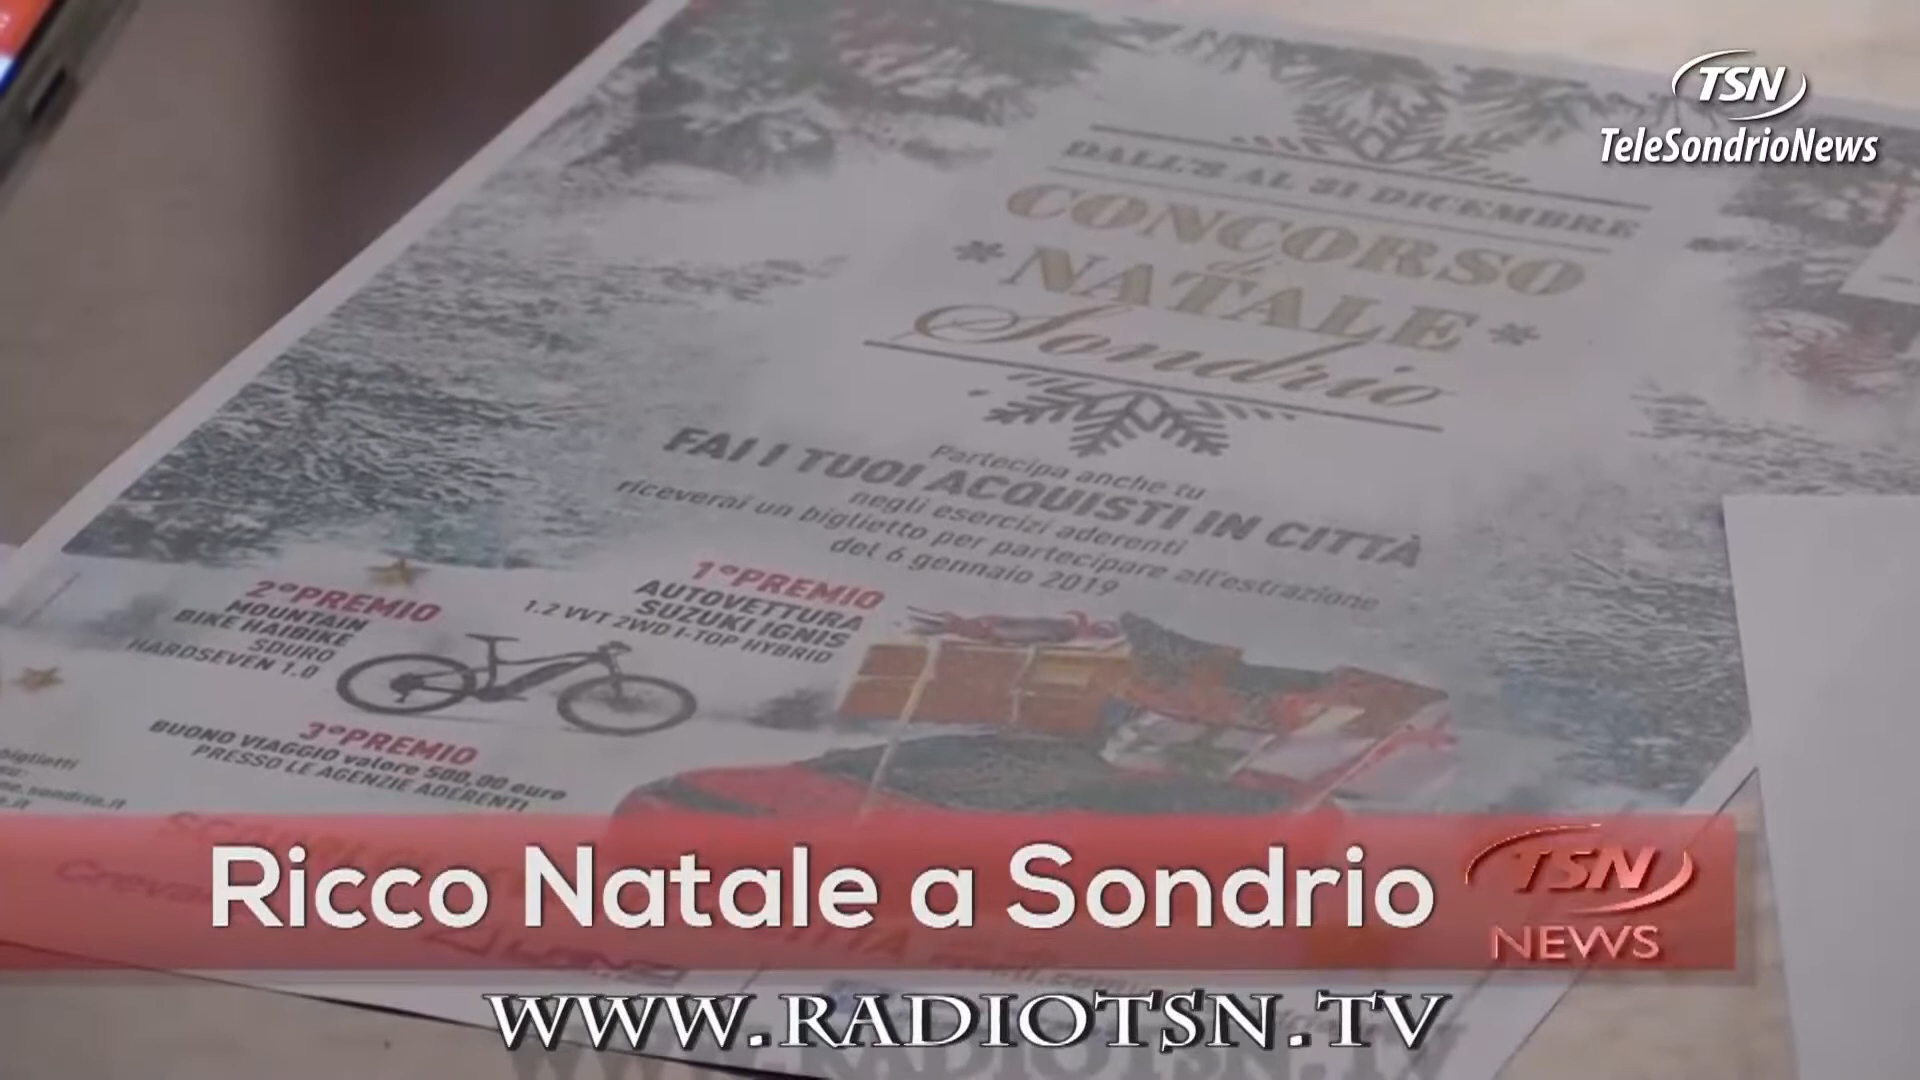 TSN
TeleSondrioNews
DALL'8 AL 31 DICEMBRE
CONCORSO
di
NATALE
Sondrio
Partecipa anche tu
FAI I TUOI ACQUISTI IN CITTÀ
negli esercizi aderenti
riceverai un biglietto per partecipare all'estrazione
del 6 gennaio 2019
1°PREMIO
AUTOVETTURA
SUZUKI IGNIS
1.2 VVT 2WD I-TOP HYBRID
2°PREMIO
MOUNTAIN
BIKE HAIBIKE
SDURO
HARDSEVEN 1.0
3°PREMIO
BUONO VIAGGIO valore 500,00 euro
PRESSO LE AGENZIE ADERENTI
biglietti
Ricco Natale a Sondrio
TSN
NEWS
WWW.RADIOTSN.TV